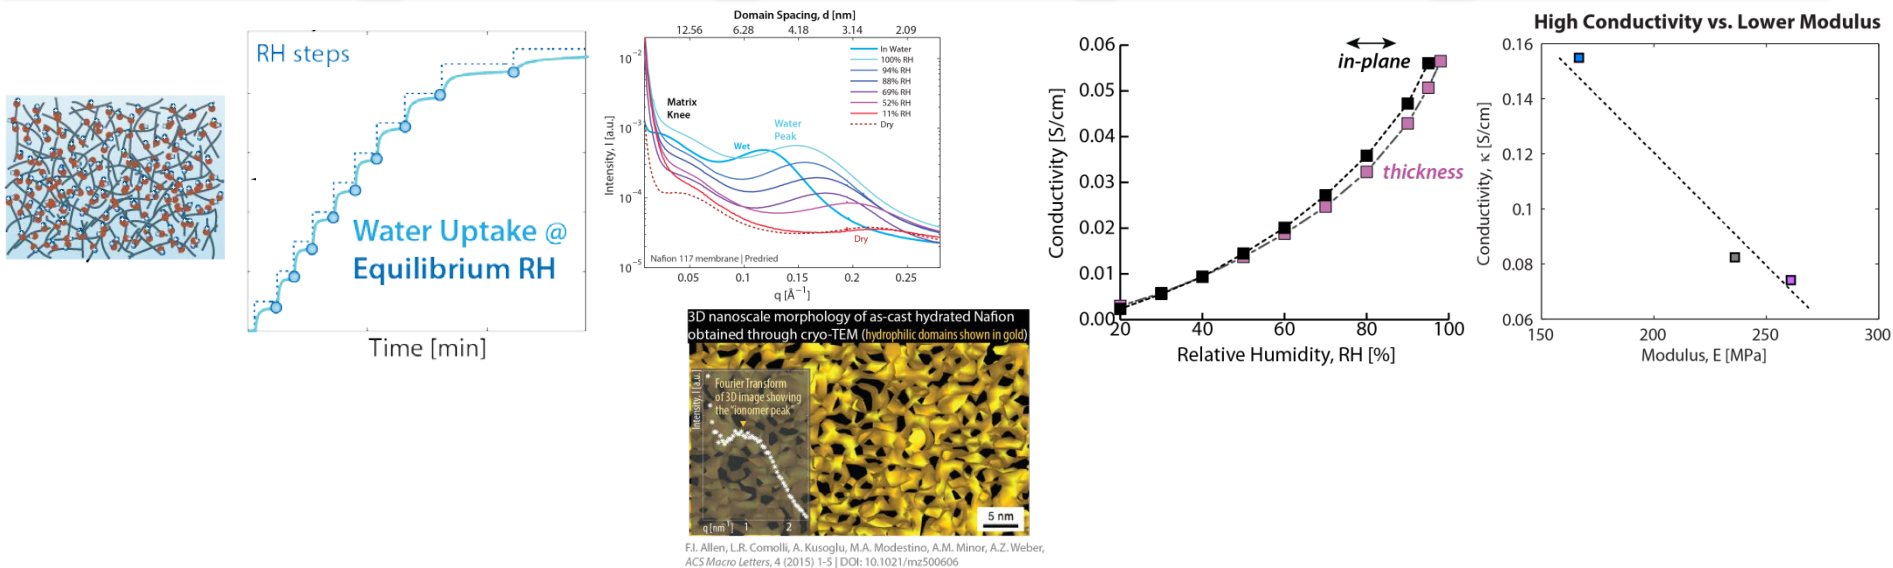 RH steps
Water Uptake @
Equilibrium RH
Time [min]
Domain Spacing, d [nm]
12.56 6.28 4.18 3.14 2.09
10−2
10−3
10−4
10−5
Intensity, I [a.u.]
Matrix
Knee
Water
Peak
Wet
Dry
In Water
100% RH
94% RH
88% RH
69% RH
52% RH
11% RH
Dry
Nafion 117 membrane | Predried
0.05 0.1 0.15 0.2 0.25
q [Å−1]
3D nanoscale morphology of as-cast hydrated Nafion
obtained through cryo-TEM (hydrophilic domains shown in gold)
Intensity, I [a.u.]
Fourier Transform
of 3D image showing
the "ionomer peak"
q [nm-1] 1 2
5 nm
F.I. Allen, L.R. Comolli, A. Kusoglu, M.A. Modestino, A.M. Minor, A.Z. Weber,
ACS Macro Letters, 4 (2015) 1-5 | DOI: 10.1021/mz500606
0.06
0.05
0.04
0.03
0.02
0.01
0.00
Conductivity [S/cm]
in-plane
thickness
20 40 60 80 100
Relative Humidity, RH [%]
High Conductivity vs. Lower Modulus
0.16
0.14
0.12
0.1
0.08
0.06
Conductivity, κ [S/cm]
150 200 250 300
Modulus, E [MPa]